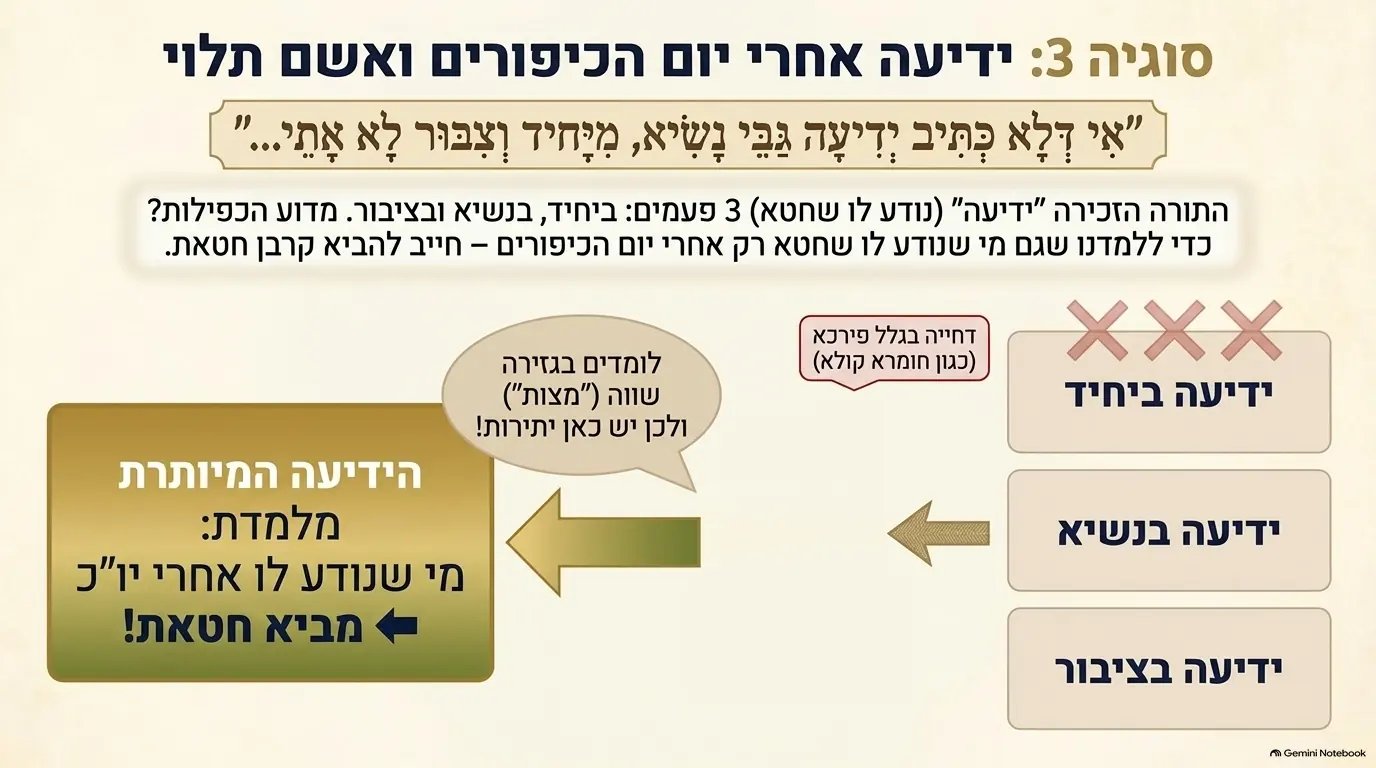 סוגיה 3: ידיעה אחרי יום הכיפורים ואשם תלוי
"אִי דְּלָא כְּתִיב יְדִיעָה גַּבֵּי נָשִׂיא, מִיָּחִיד וְצִבּוּר לָא אָתֵי..."
התורה הזכירה "ידיעה" (נודע לו שחטא) 3 פעמים: ביחיד, בנשיא ובציבור. מדוע הכפילות?
כדי ללמדנו שגם מי שנודע לו שחטא רק אחרי יום הכיפורים – חייב להביא קרבן חטאת.
ידיעה ביחיד
ידיעה בנשיא
ידיעה בציבור
דחייה בגלל פירכא
(כגון חומרא קולא)
לומדים בגזירה
שווה ("מצות")
ולכן יש כאן יתירות!
הידיעה המיותרת
מלמדת:
מי שנודע לו אחרי יו"כ
⬅ מביא חטאת!
Gemini Notebook